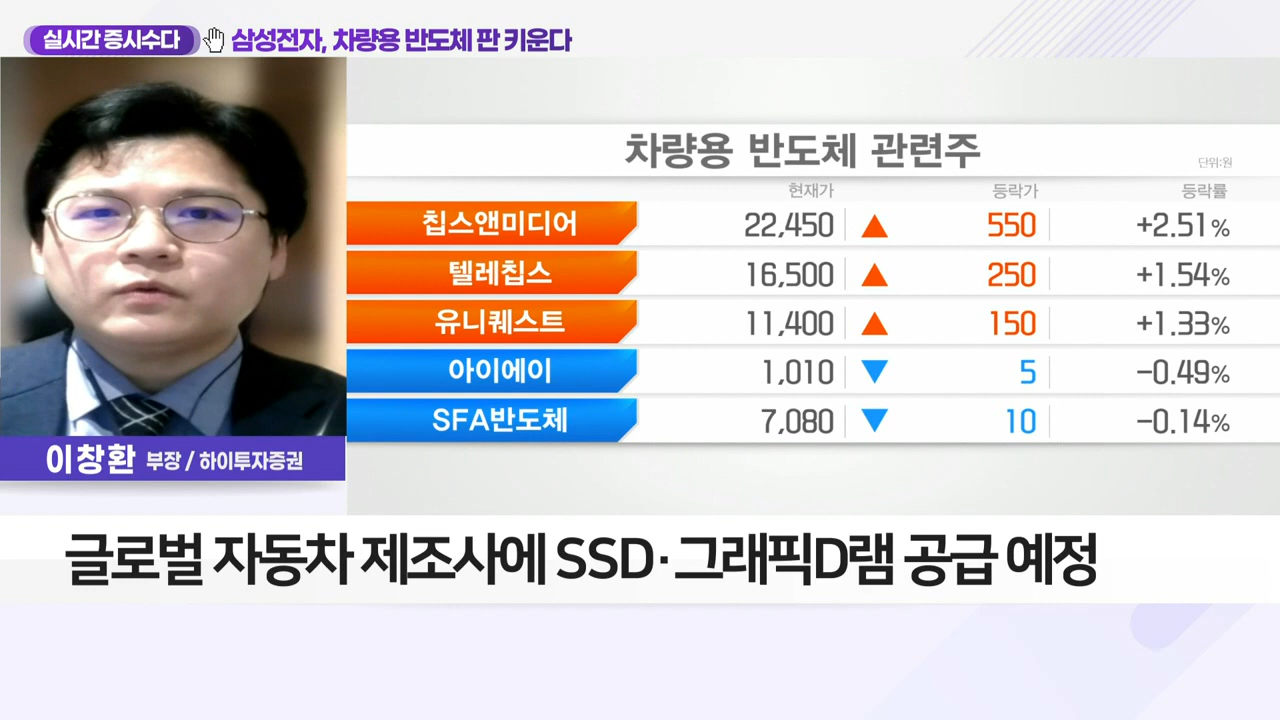 실시간 증시수다 삼성전자, 차량용 반도체 판 키운다
차량용 반도체 관련주
단위:원
현재가 등락가 등락률
칩스앤미디어 22,450 ▲ 550 +2.51%
텔레칩스 16,500 ▲ 250 +1.54%
유니퀘스트 11,400 ▲ 150 +1.33%
아이에이 1,010 ▼ 5 -0.49%
SFA반도체 7,080 ▼ 10 -0.14%
이창환 부장 / 하이투자증권
글로벌 자동차 제조사에 SSD·그래픽D램 공급 예정